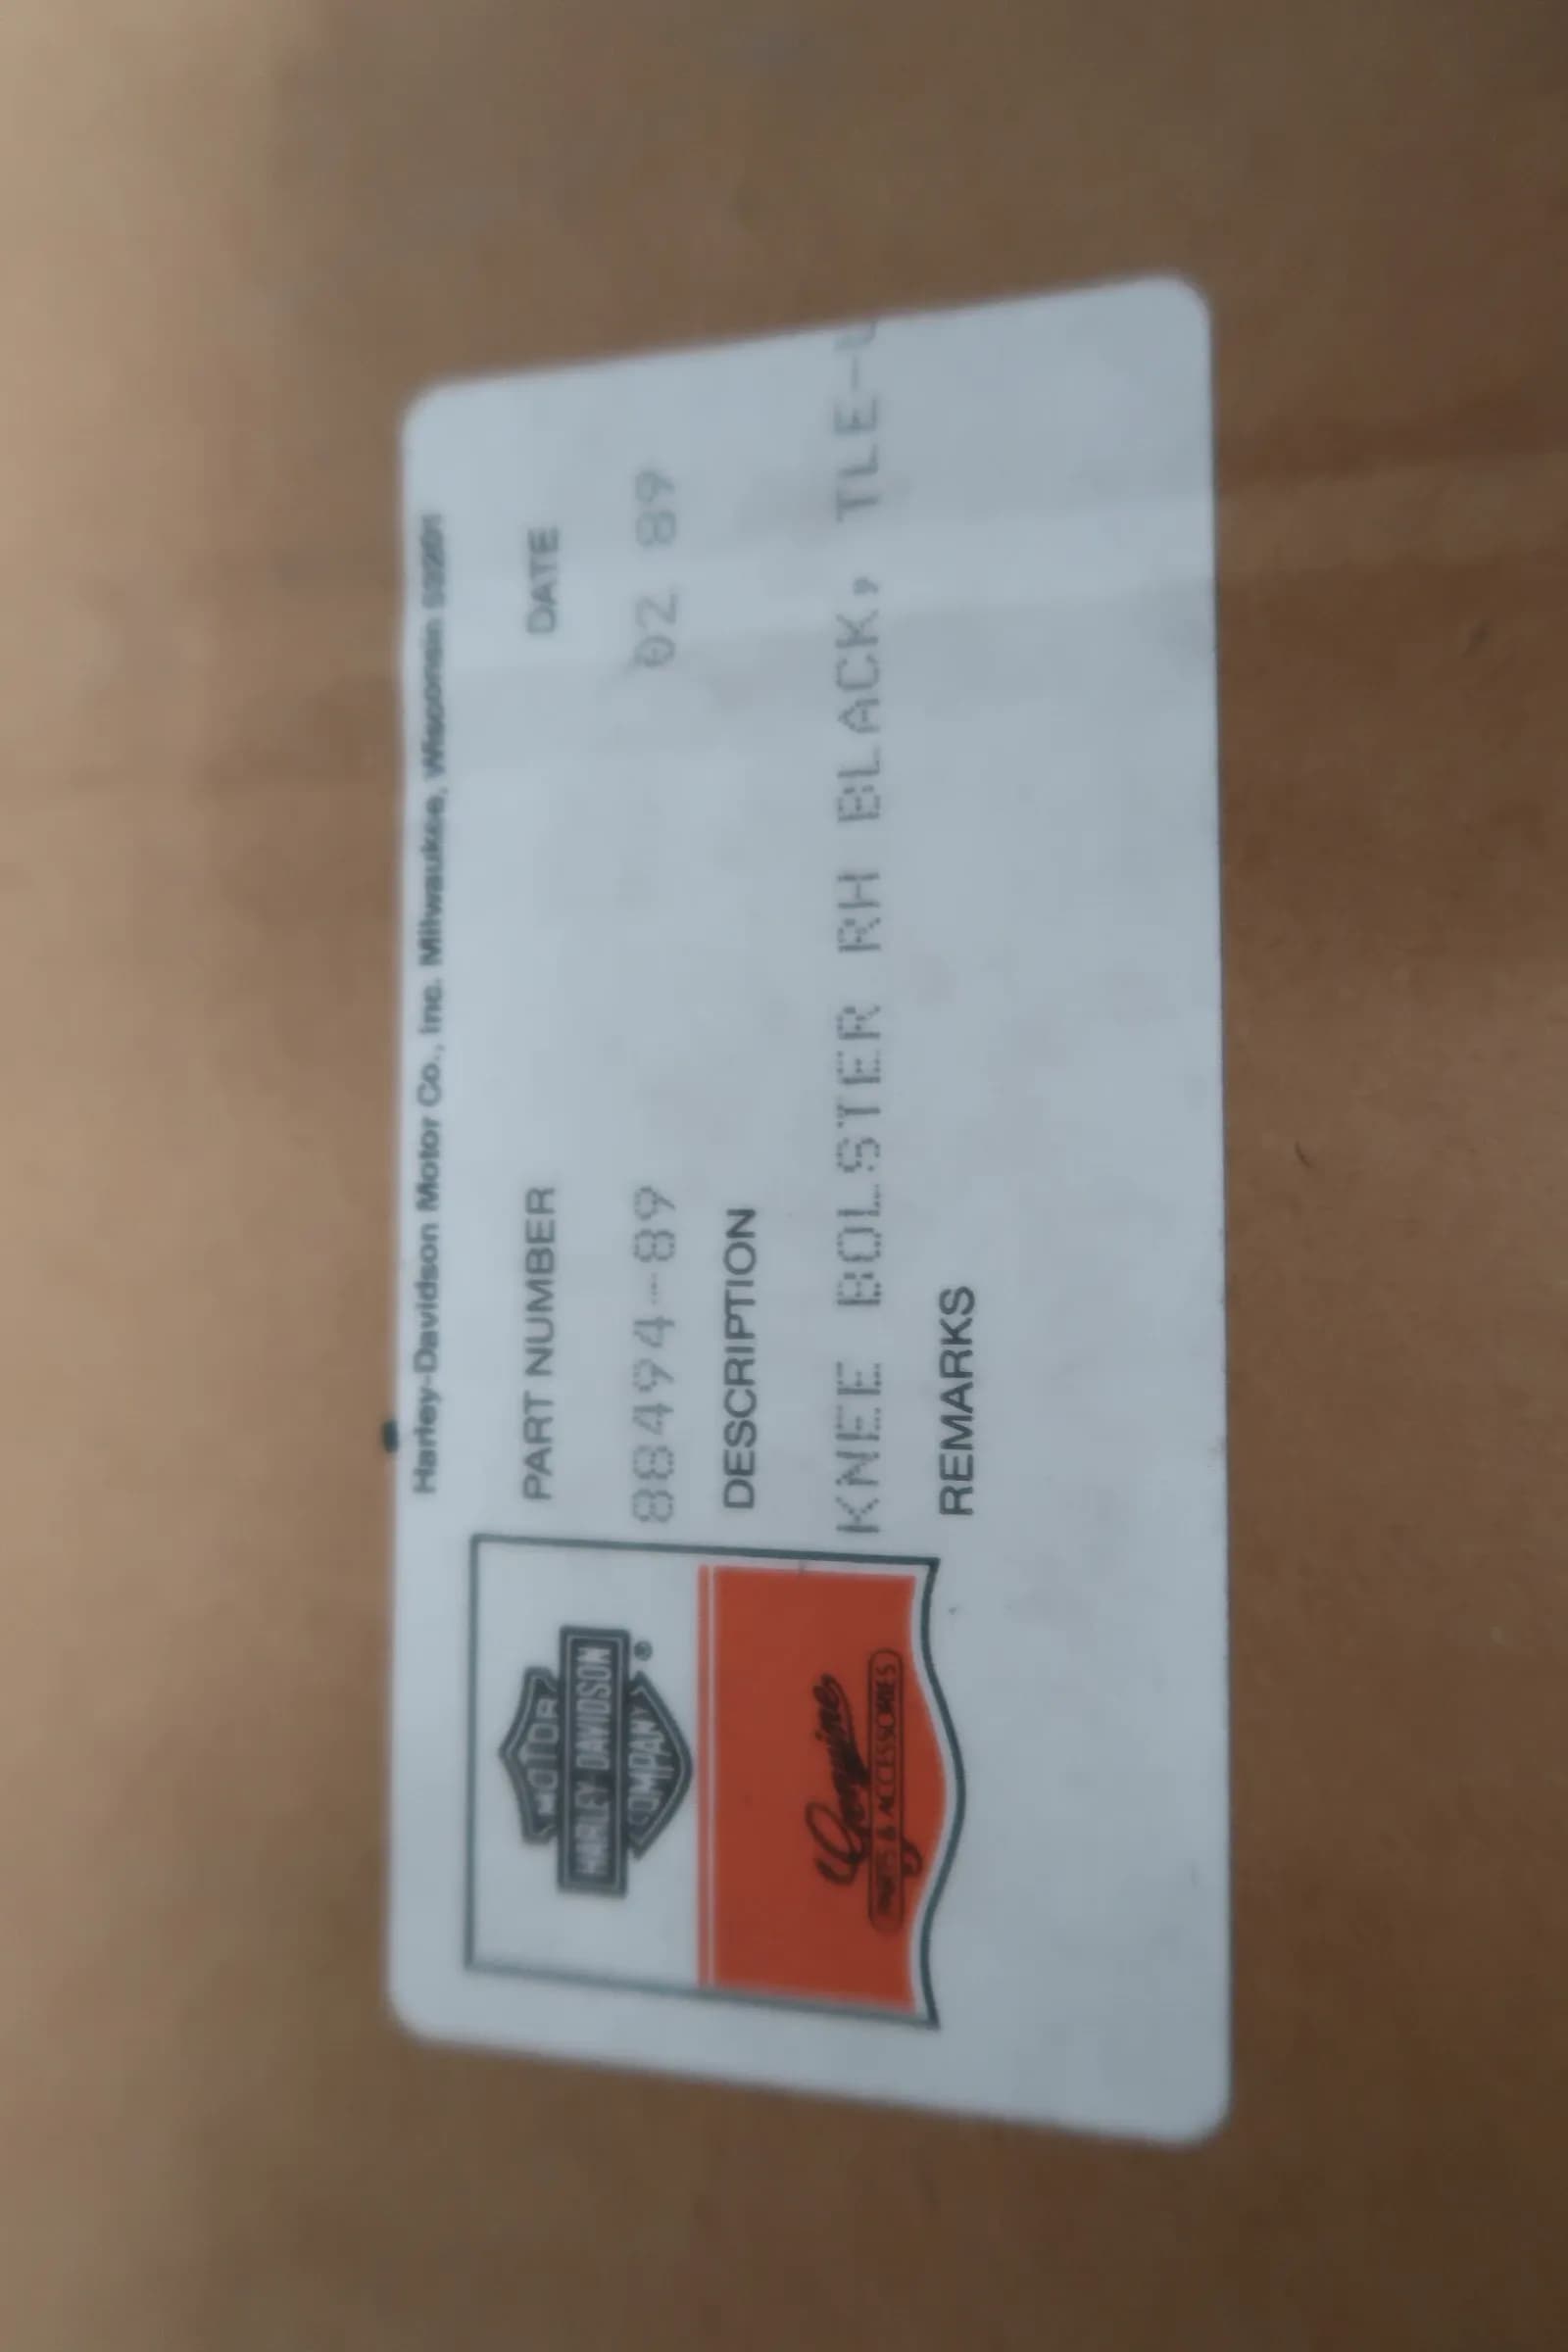 Harley-Davidson Motor Co., Inc. Milwaukee, Wisconsin 53201
MOTOR
HARLEY-DAVIDSON
COMPANY
®
Genuine
PARTS & ACCESSORIES
PART NUMBER DATE
88494-89 02 89
DESCRIPTION
KNEE BOLSTER RH BLACK, TLE-U
REMARKS